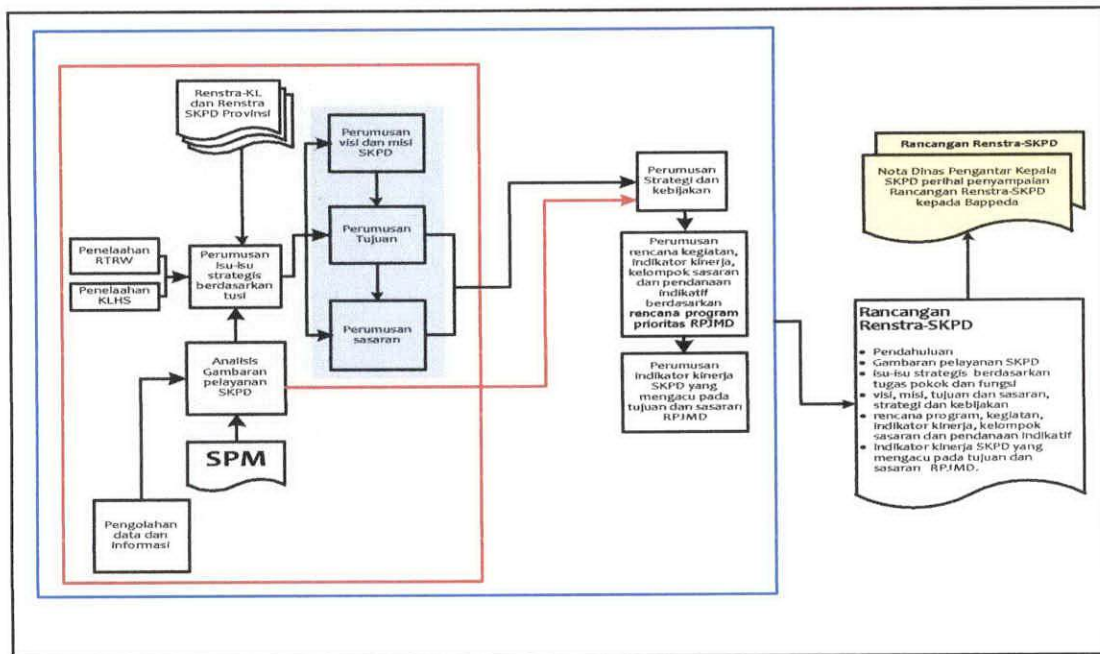 Renstra-KL
dan Renstra
SKPD Provinsi
Perumusan
visi dan misi
SKPD
Perumusan
Tujuan
Perumusan
sasaran
Penelaahan
RTRW
Penelaahan
KLHS
Perumusan
Isu-isu
strategis
berdasarkan
tusi
Analisis
Gambaran
pelayanan
SKPD
SPM
Pengolahan
data dan
informasi
Perumusan
Strategi dan
kebijakan
Perumusan
rencana kegiatan,
indikator kinerja,
kelompok sasaran
dan pendanaan
indikatif
berdasarkan
rencana program
prioritas RPJMD
Perumusan
indikator kinerja
SKPD yang
mengacu pada
tujuan dan sasaran
RPJMD
Rancangan Renstra-SKPD
Nota Dinas Pengantar Kepala
SKPD perihal penyampaian
Rancangan Renstra-SKPD
kepada Bappeda
Rancangan
Renstra-SKPD
• Pendahuluan
• Gambaran pelayanan SKPD
• isu-isu strategis berdasarkan
tugas pokok dan fungsi
• visi, misi, tujuan dan sasaran,
strategi dan kebijakan
• rencana program, kegiatan,
indikator kinerja, kelompok
sasaran dan pendanaan indikatif
• indikator kinerja SKPD yang
mengacu pada tujuan dan
sasaran RPJMD.